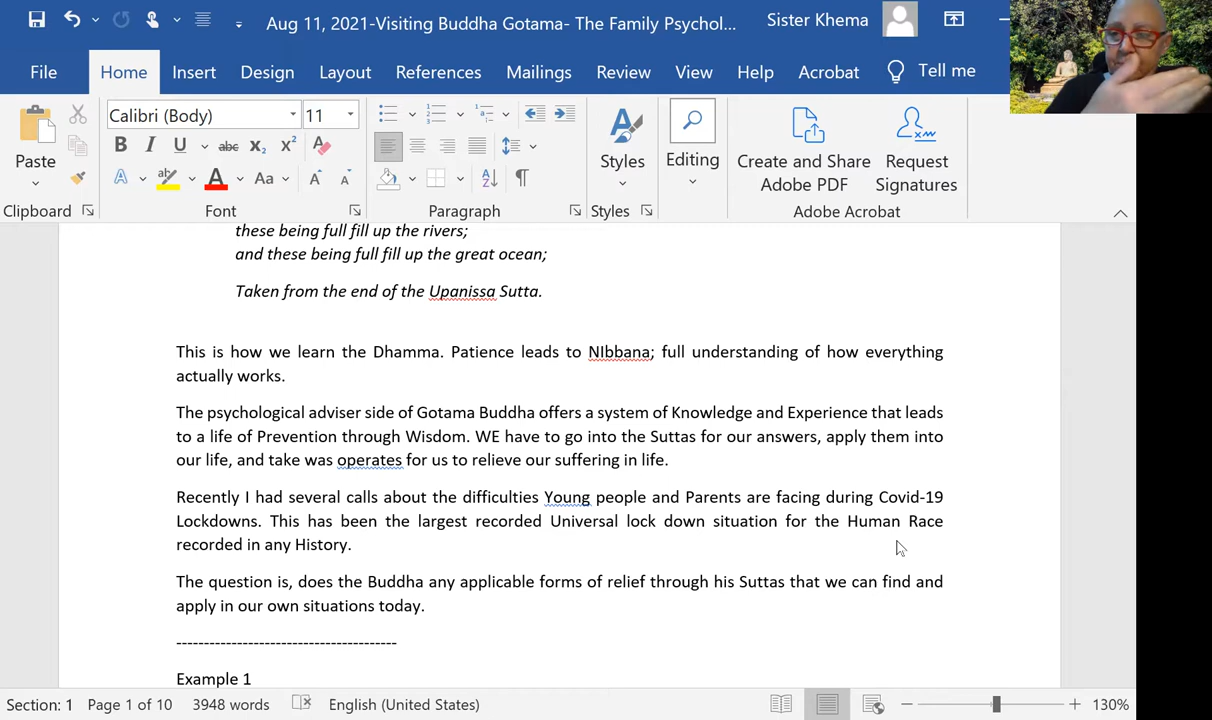 Aug 11, 2021-Visiting Buddha Gotama- The Family Psychol...
Sister Khema
File
Home
Insert
Design
Layout
References
Mailings
Review
View
Help
Acrobat
Tell me
Calibri (Body)
11
Paste
Styles
Editing
Create and Share
Adobe PDF
Request
Signatures
Clipboard
Font
Paragraph
Styles
Adobe Acrobat
these being full fill up the rivers;
and these being full fill up the great ocean;
Taken from the end of the Upanissa Sutta.
This is how we learn the Dhamma. Patience leads to NIbbana; full understanding of how everything
actually works.
The psychological adviser side of Gotama Buddha offers a system of Knowledge and Experience that leads
to a life of Prevention through Wisdom. WE have to go into the Suttas for our answers, apply them into
our life, and take was operates for us to relieve our suffering in life.
Recently I had several calls about the difficulties Young people and Parents are facing during Covid-19
Lockdowns. This has been the largest recorded Universal lock down situation for the Human Race
recorded in any History.
The question is, does the Buddha any applicable forms of relief through his Suttas that we can find and
apply in our own situations today.
---------------------------------------
Example 1
Section: 1
Page 1 of 10
3948 words
English (United States)
130%